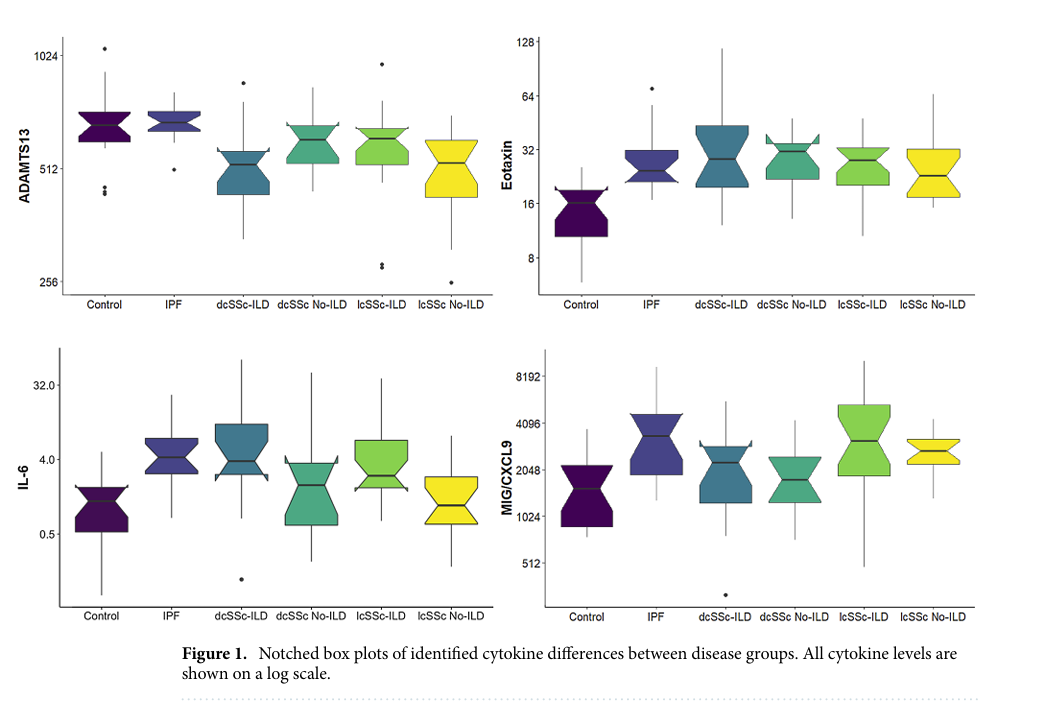 ADAMTS13
1024
512
256
Control IPF dcSSc-ILD dcSSc No-ILD lcSSc-ILD lcSSc No-ILD
Eotaxin
128
64
32
16
8
Control IPF dcSSc-ILD dcSSc No-ILD lcSSc-ILD lcSSc No-ILD
IL-6
32.0
4.0
0.5
Control IPF dcSSc-ILD dcSSc No-ILD lcSSc-ILD lcSSc No-ILD
MIG/CXCL9
8192
4096
2048
1024
512
Control IPF dcSSc-ILD dcSSc No-ILD lcSSc-ILD lcSSc No-ILD
Figure 1. Notched box plots of identified cytokine differences between disease groups. All cytokine levels are
shown on a log scale.